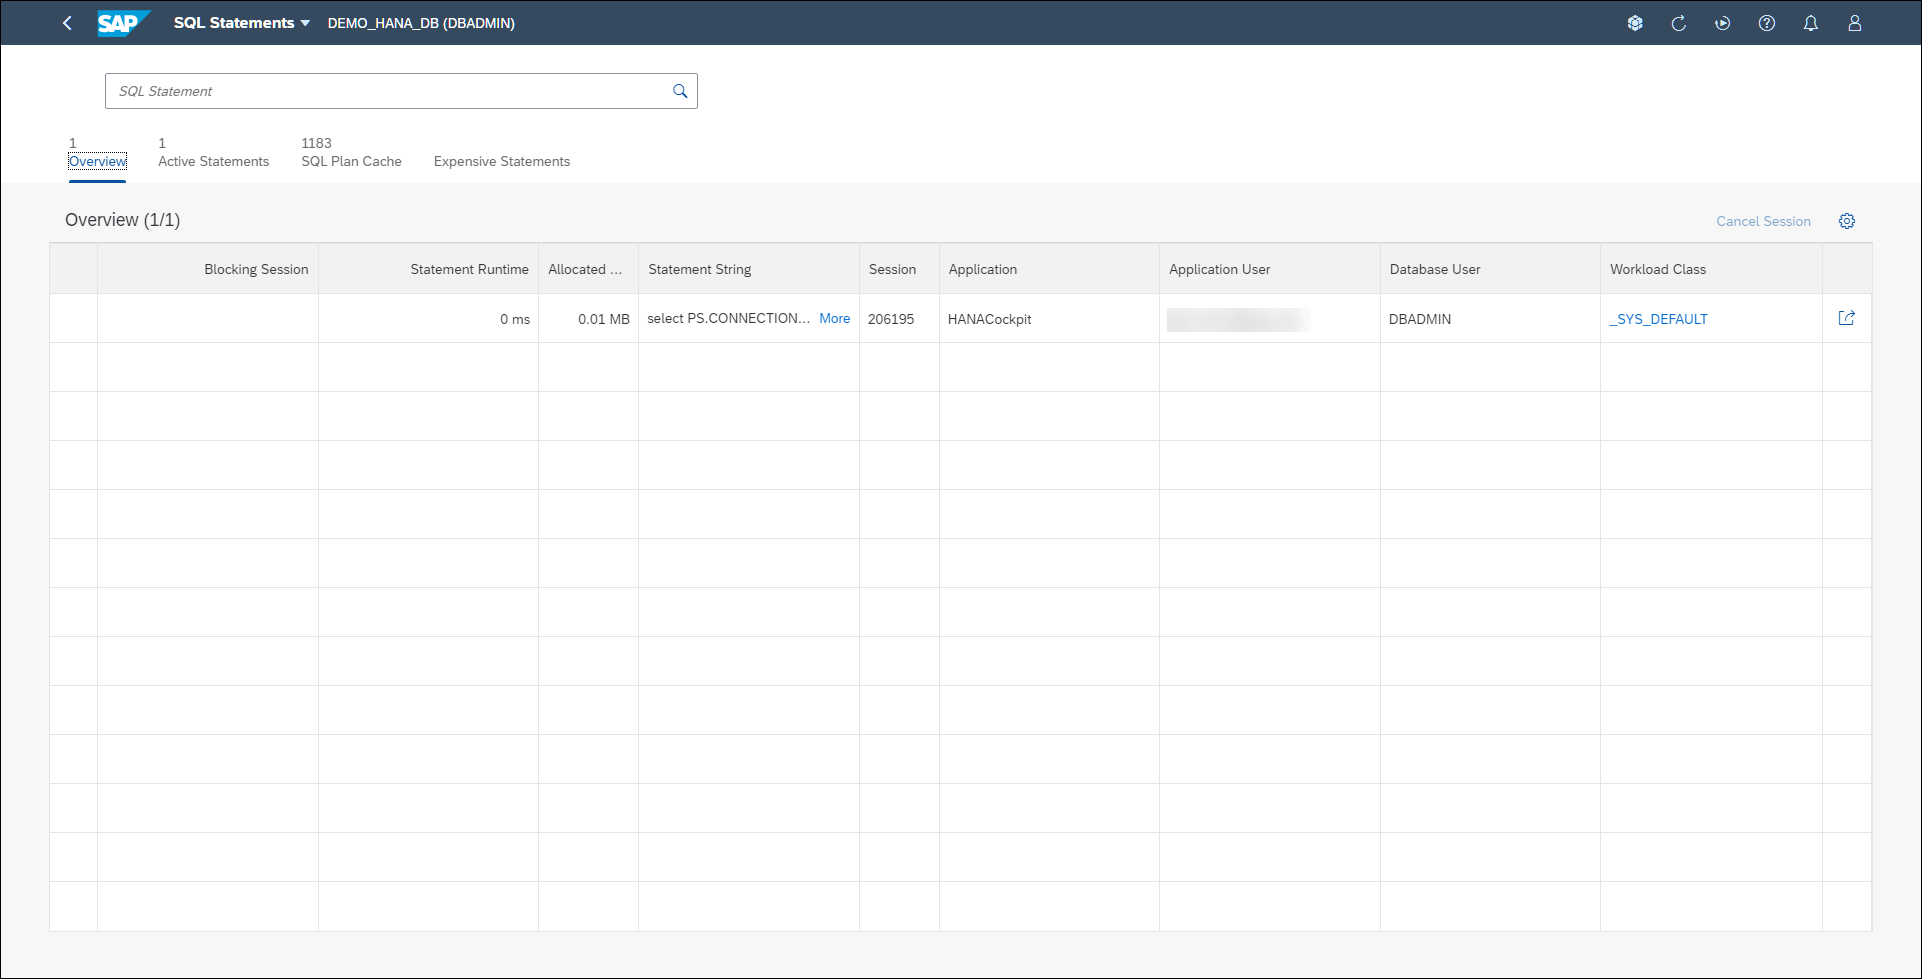 SAP SQL Statements DEMO_HANA_DB (DBADMIN)
SQL Statement
1 1 1183
Overview Active Statements SQL Plan Cache Expensive Statements
Overview (1/1) Cancel Session
Blocking Session Statement Runtime Allocated ... Statement String Session Application Application User Database User Workload Class
0 ms 0.01 MB select PS.CONNECTION... More 206195 HANACockpit DBADMIN _SYS_DEFAULT